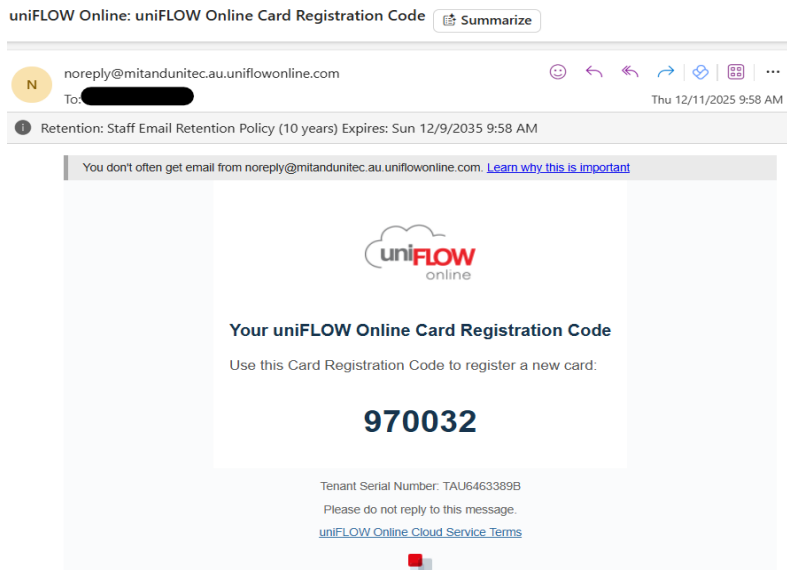 uniFLOW Online: uniFLOW Online Card Registration Code Summarize
N
noreply@mitandunitec.au.uniflowonline.com
To:
Thu 12/11/2025 9:58 AM
Retention: Staff Email Retention Policy (10 years) Expires: Sun 12/9/2035 9:58 AM
You don't often get email from noreply@mitandunitec.au.uniflowonline.com. Learn why this is important
uniFLOW
online
Your uniFLOW Online Card Registration Code
Use this Card Registration Code to register a new card:
970032
Tenant Serial Number: TAU6463389B
Please do not reply to this message.
uniFLOW Online Cloud Service Terms